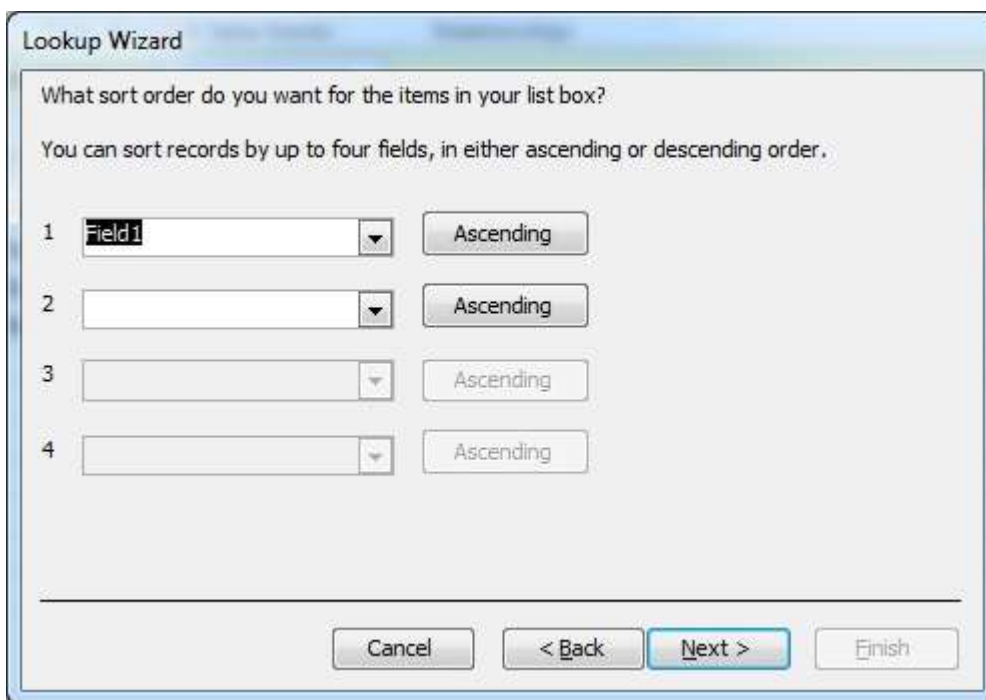 Lookup Wizard
What sort order do you want for the items in your list box?
You can sort records by up to four fields, in either ascending or descending order.
1 Field1 Ascending
2 Ascending
3 Ascending
4 Ascending
Cancel < Back Next > Finish